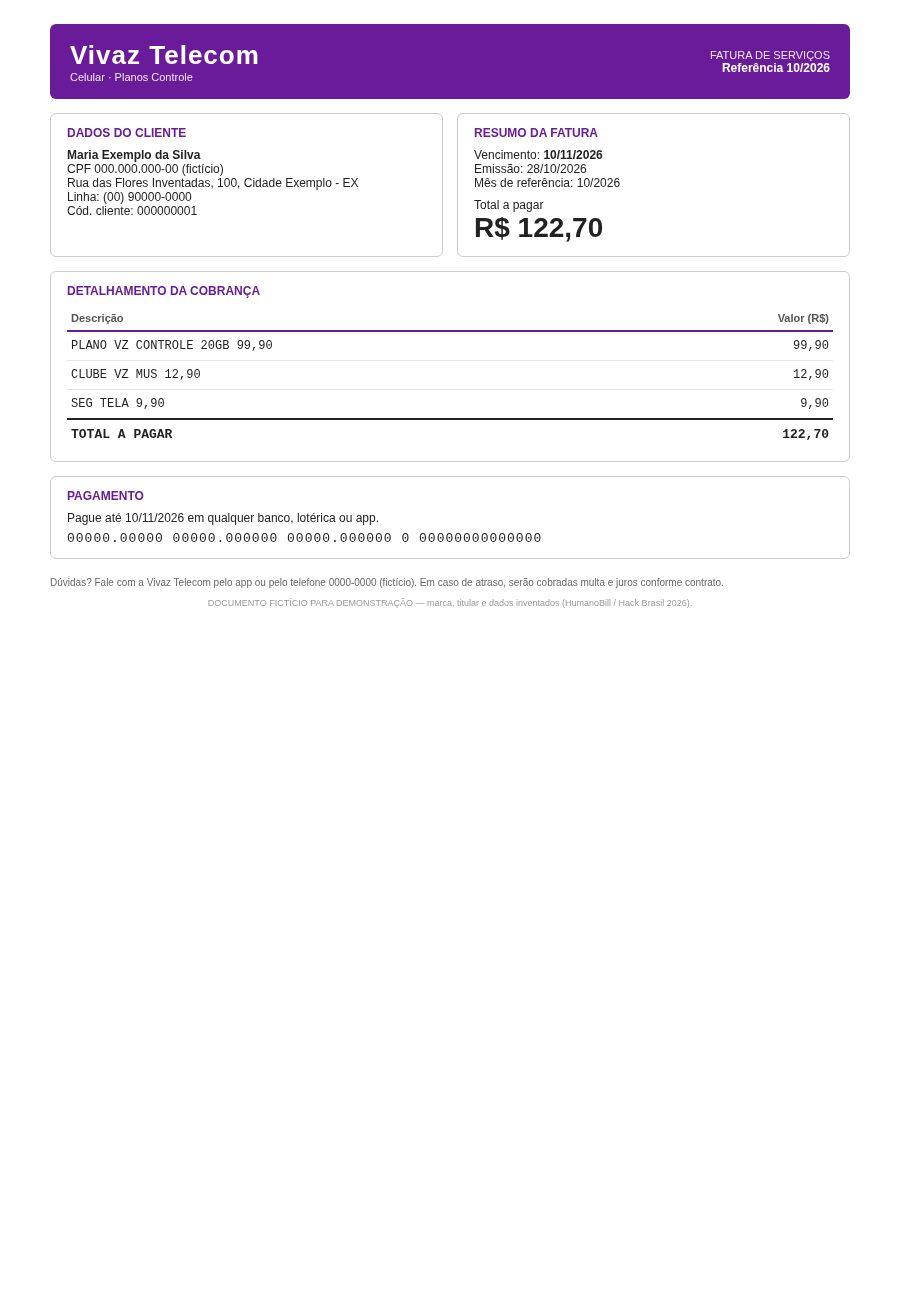 Vivaz Telecom
Celular · Planos Controle
FATURA DE SERVIÇOS
Referência 10/2026
DADOS DO CLIENTE
Maria Exemplo da Silva
CPF 000.000.000-00 (fictício)
Rua das Flores Inventadas, 100, Cidade Exemplo - EX
Linha: (00) 90000-0000
Cód. cliente: 000000001
RESUMO DA FATURA
Vencimento: 10/11/2026
Emissão: 28/10/2026
Mês de referência: 10/2026
Total a pagar
R$ 122,70
DETALHAMENTO DA COBRANÇA
Descrição Valor (R$)
PLANO VZ CONTROLE 20GB 99,90 99,90
CLUBE VZ MUS 12,90 12,90
SEG TELA 9,90 9,90
TOTAL A PAGAR 122,70
PAGAMENTO
Pague até 10/11/2026 em qualquer banco, lotérica ou app.
00000.00000 00000.000000 00000.000000 0 00000000000000
Dúvidas? Fale com a Vivaz Telecom pelo app ou pelo telefone 0000-0000 (fictício). Em caso de atraso, serão cobradas multa e juros conforme contrato.
DOCUMENTO FICTÍCIO PARA DEMONSTRAÇÃO — marca, titular e dados inventados (HumanoBill / Hack Brasil 2026).